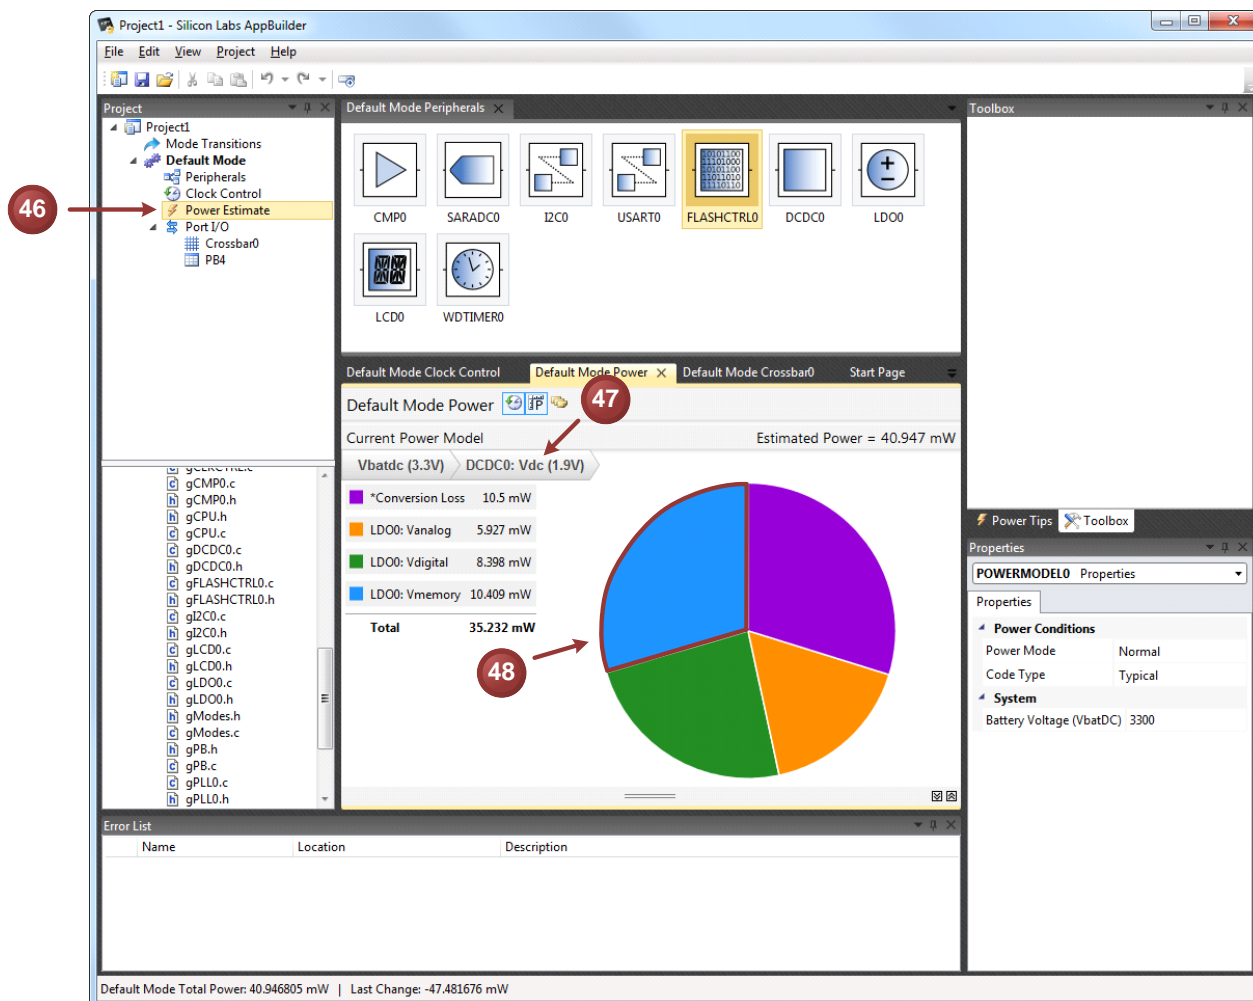 Project1 - Silicon Labs AppBuilder
File Edit View Project Help
Project
Project1
Mode Transitions
Default Mode
Peripherals
Clock Control
Power Estimate
Port I/O
Crossbar0
PB4
46
Default Mode Peripherals
CMP0 SARADC0 I2C0 USART0 FLASHCTRL0 DCDC0 LDO0
10101100
11101000
00101100
11011010
11110110
LCD0 WDTIMER0
Default Mode Clock Control Default Mode Power Default Mode Crossbar0 Start Page
Default Mode Power
47
Current Power Model Estimated Power = 40.947 mW
Vbatdc (3.3V) DCDC0: Vdc (1.9V)
*Conversion Loss 10.5 mW
LDO0: Vanalog 5.927 mW
LDO0: Vdigital 8.398 mW
LDO0: Vmemory 10.409 mW
Total 35.232 mW
48
gCMP0.c
gCMP0.h
gCPU.h
gCPU.c
gDCDC0.c
gDCDC0.h
gFLASHCTRL0.c
gFLASHCTRL0.h
gI2C0.c
gI2C0.h
gLCD0.c
gLCD0.h
gLDO0.c
gLDO0.h
gModes.h
gModes.c
gPB.h
gPB.c
gPLL0.c
gPLL0.h
Toolbox
Power Tips Toolbox
Properties
POWERMODEL0 Properties
Properties
Power Conditions
Power Mode Normal
Code Type Typical
System
Battery Voltage (VbatDC) 3300
Error List
Name Location Description
Default Mode Total Power: 40.946805 mW | Last Change: -47.481676 mW